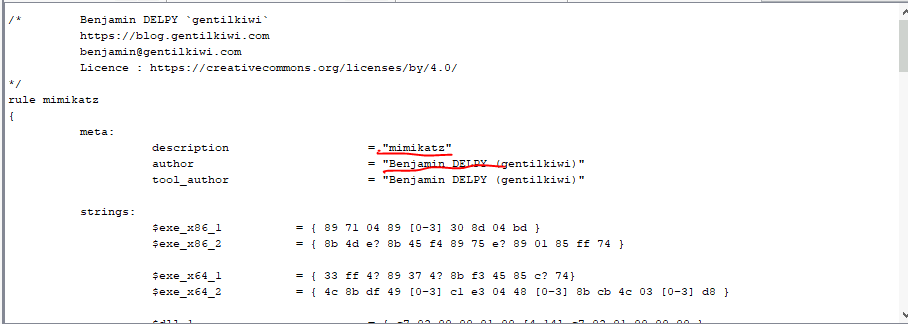 /* Benjamin DELPY `gentilkiwi`
https://blog.gentilkiwi.com
benjamin@gentilkiwi.com
Licence : https://creativecommons.org/licenses/by/4.0/
*/
rule mimikatz
{
meta:
description = "mimikatz"
author = "Benjamin DELPY (gentilkiwi)"
tool_author = "Benjamin DELPY (gentilkiwi)"
strings:
$exe_x86_1 = { 89 71 04 89 [0-3] 30 8d 04 bd }
$exe_x86_2 = { 8b 4d e? 8b 45 f4 89 75 e? 89 01 85 ff 74 }
$exe_x64_1 = { 33 ff 4? 89 37 4? 8b f3 45 85 c? 74}
$exe_x64_2 = { 4c 8b df 49 [0-3] c1 e3 04 48 [0-3] 8b cb 4c 03 [0-3] d8 }